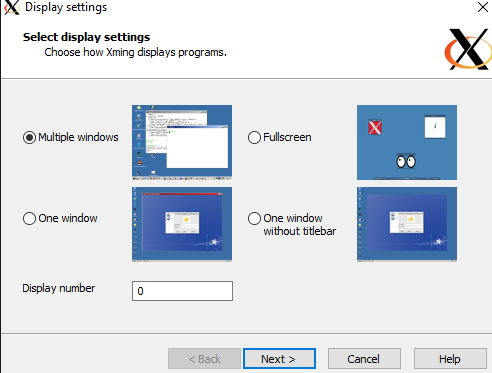 Display settings
Select display settings
Choose how Xming displays programs.
Multiple windows
Fullscreen
One window
One window
without titlebar
Display number
0
< Back
Next >
Cancel
Help